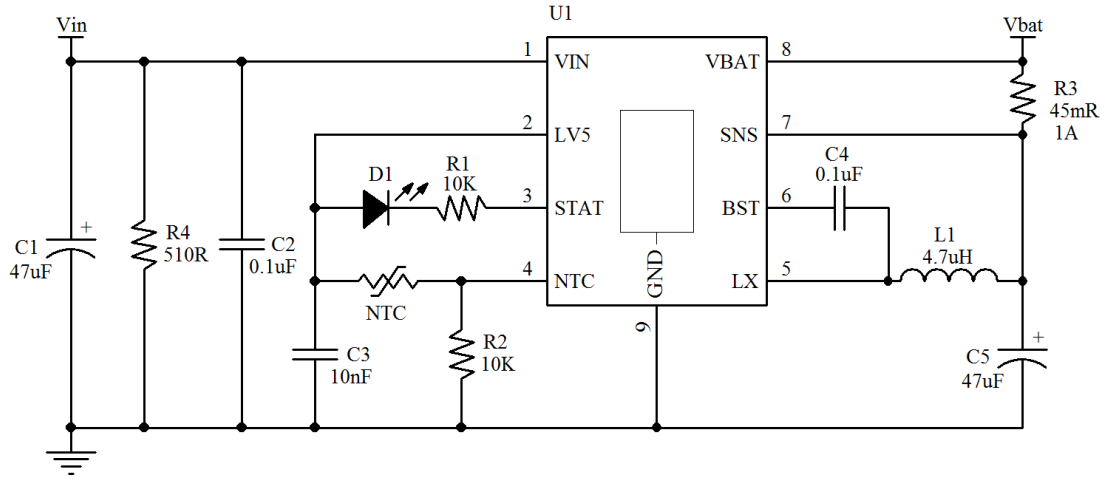 U1
Vin
Vbat
1
VIN
VBAT
8
R3
45mR
1A
2
LV5
SNS
7
D1
R1
10K
C4
0.1uF
3
STAT
BST
6
C1
+
47uF
R4
510R
C2
0.1uF
L1
4.7uH
4
NTC
LX
5
GND
NTC
9
C3
10nF
R2
10K
C5
+
47uF